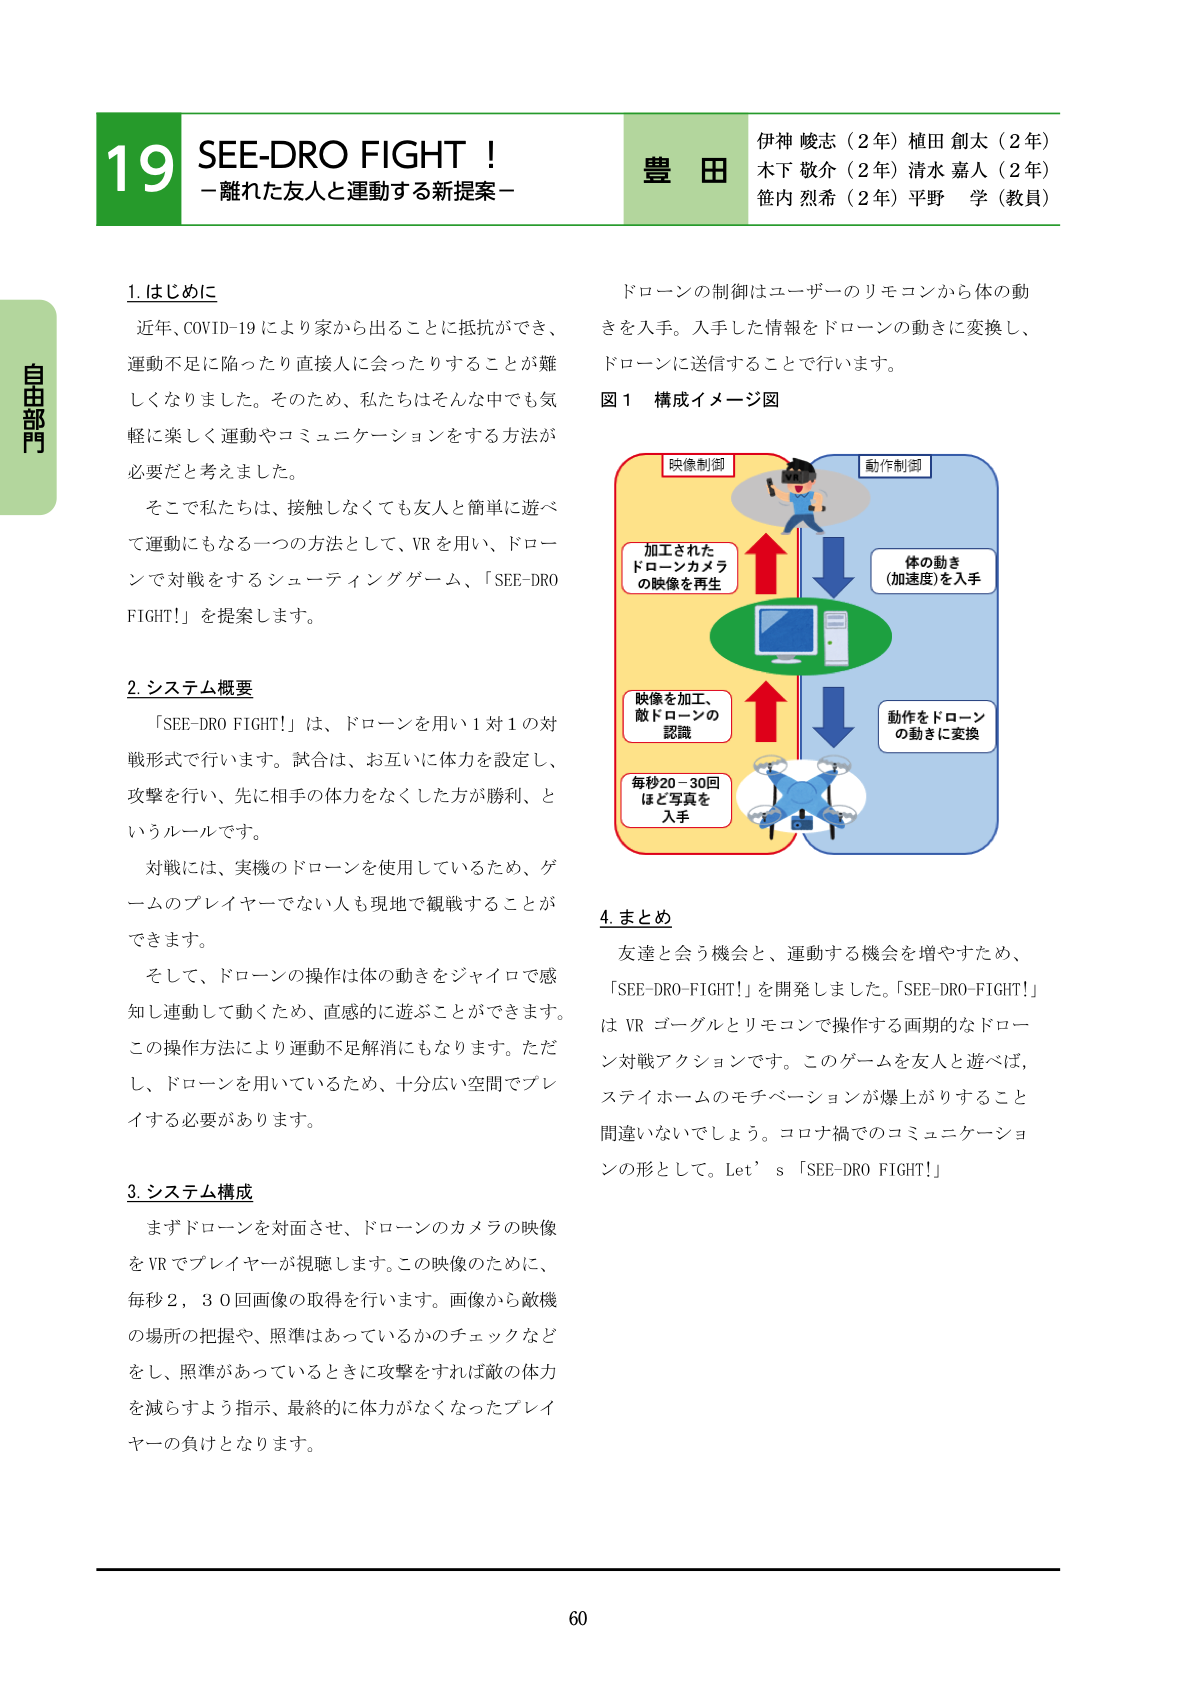 19
SEE-DRO FIGHT !
－離れた友人と運動する新提案－
豊 田
伊神 峻志（２年）植田 創太（２年）
木下 敬介（２年）清水 嘉人（２年）
笹内 烈希（２年）平野　学（教員）
自由部門
1. はじめに
近年、COVID-19 により家から出ることに抵抗ができ、
運動不足に陥ったり直接人に会ったりすることが難
しくなりました。そのため、私たちはそんな中でも気
軽に楽しく運動やコミュニケーションをする方法が
必要だと考えました。
そこで私たちは、接触しなくても友人と簡単に遊べ
て運動にもなる一つの方法として、VR を用い、ドロー
ンで対戦をするシューティングゲーム、「SEE-DRO
FIGHT!」を提案します。
2. システム概要
「SEE-DRO FIGHT!」は、ドローンを用い１対１の対
戦形式で行います。試合は、お互いに体力を設定し、
攻撃を行い、先に相手の体力をなくした方が勝利、と
いうルールです。
対戦には、実機のドローンを使用しているため、ゲ
ームのプレイヤーでない人も現地で観戦することが
できます。
そして、ドローンの操作は体の動きをジャイロで感
知し連動して動くため、直感的に遊ぶことができます。
この操作方法により運動不足解消にもなります。ただ
し、ドローンを用いているため、十分広い空間でプレ
イする必要があります。
3. システム構成
まずドローンを対面させ、ドローンのカメラの映像
を VR でプレイヤーが視聴します。この映像のために、
毎秒２，３０回画像の取得を行います。画像から敵機
の場所の把握や、照準はあっているかのチェックなど
をし、照準があっているときに攻撃をすれば敵の体力
を減らすよう指示、最終的に体力がなくなったプレイ
ヤーの負けとなります。
ドローンの制御はユーザーのリモコンから体の動
きを入手。入手した情報をドローンの動きに変換し、
ドローンに送信することで行います。
図１　構成イメージ図
映像制御
動作制御
VR
加工された
ドローンカメラ
の映像を再生
体の動き
(加速度)を入手
映像を加工、
敵ドローンの
認識
動作をドローン
の動きに変換
毎秒20－30回
ほど写真を
入手
4. まとめ
友達と会う機会と、運動する機会を増やすため、
「SEE-DRO-FIGHT!」を開発しました。「SEE-DRO-FIGHT!」
は VR ゴーグルとリモコンで操作する画期的なドロー
ン対戦アクションです。このゲームを友人と遊べば，
ステイホームのモチベーションが爆上がりすること
間違いないでしょう。コロナ禍でのコミュニケーショ
ンの形として。Let’s「SEE-DRO FIGHT!」
60